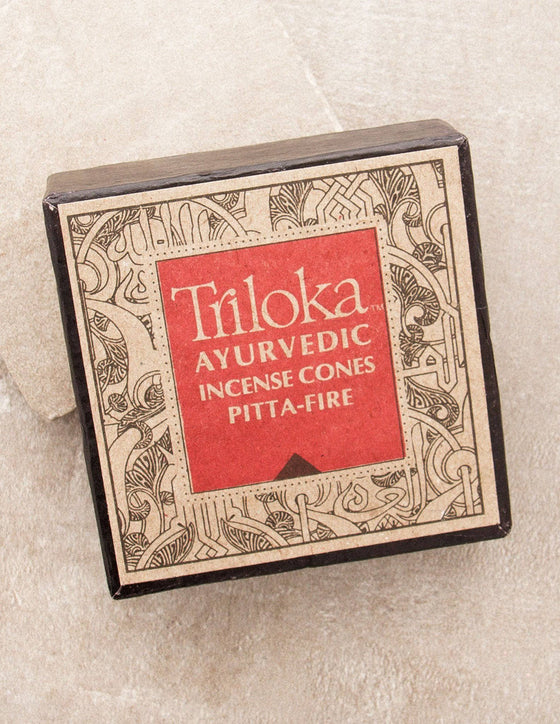 Triloka™
AYURVEDIC
INCENSE CONES
PITTA-FIRE